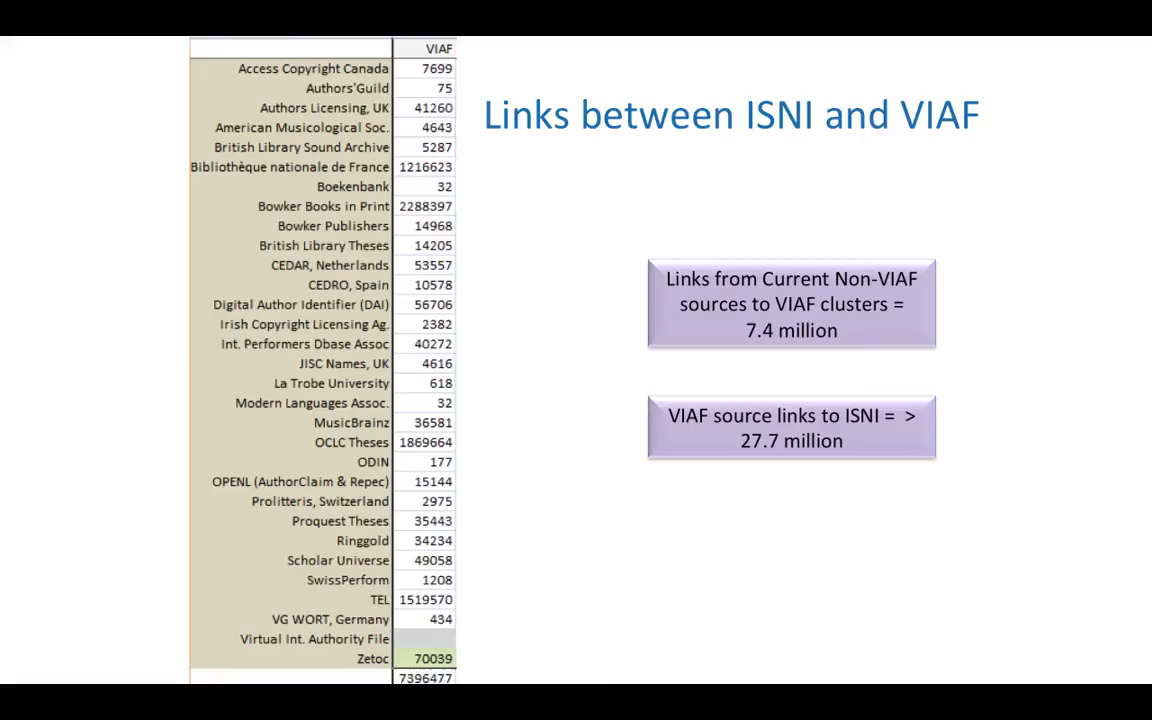 VIAF
Access Copyright Canada 7699
Authors'Guild 75
Authors Licensing, UK 41260
American Musicological Soc. 4643
British Library Sound Archive 5287
Bibliothèque nationale de France 1216623
Boekenbank 32
Bowker Books in Print 2288397
Bowker Publishers 14968
British Library Theses 14205
CEDAR, Netherlands 53557
CEDRO, Spain 10578
Digital Author Identifier (DAI) 56706
Irish Copyright Licensing Ag. 2382
Int. Performers Dbase Assoc 40272
JISC Names, UK 4616
La Trobe University 618
Modern Languages Assoc. 32
MusicBrainz 36581
OCLC Theses 1869664
ODIN 177
OPENL (AuthorClaim & Repec) 15144
Prolitteris, Switzerland 2975
Proquest Theses 35443
Ringgold 34234
Scholar Universe 49058
SwissPerform 1208
TEL 1519570
VG WORT, Germany 434
Virtual Int. Authority File
Zetoc 70039
7396477
Links between ISNI and VIAF
Links from Current Non-VIAF
sources to VIAF clusters =
7.4 million
VIAF source links to ISNI = >
27.7 million